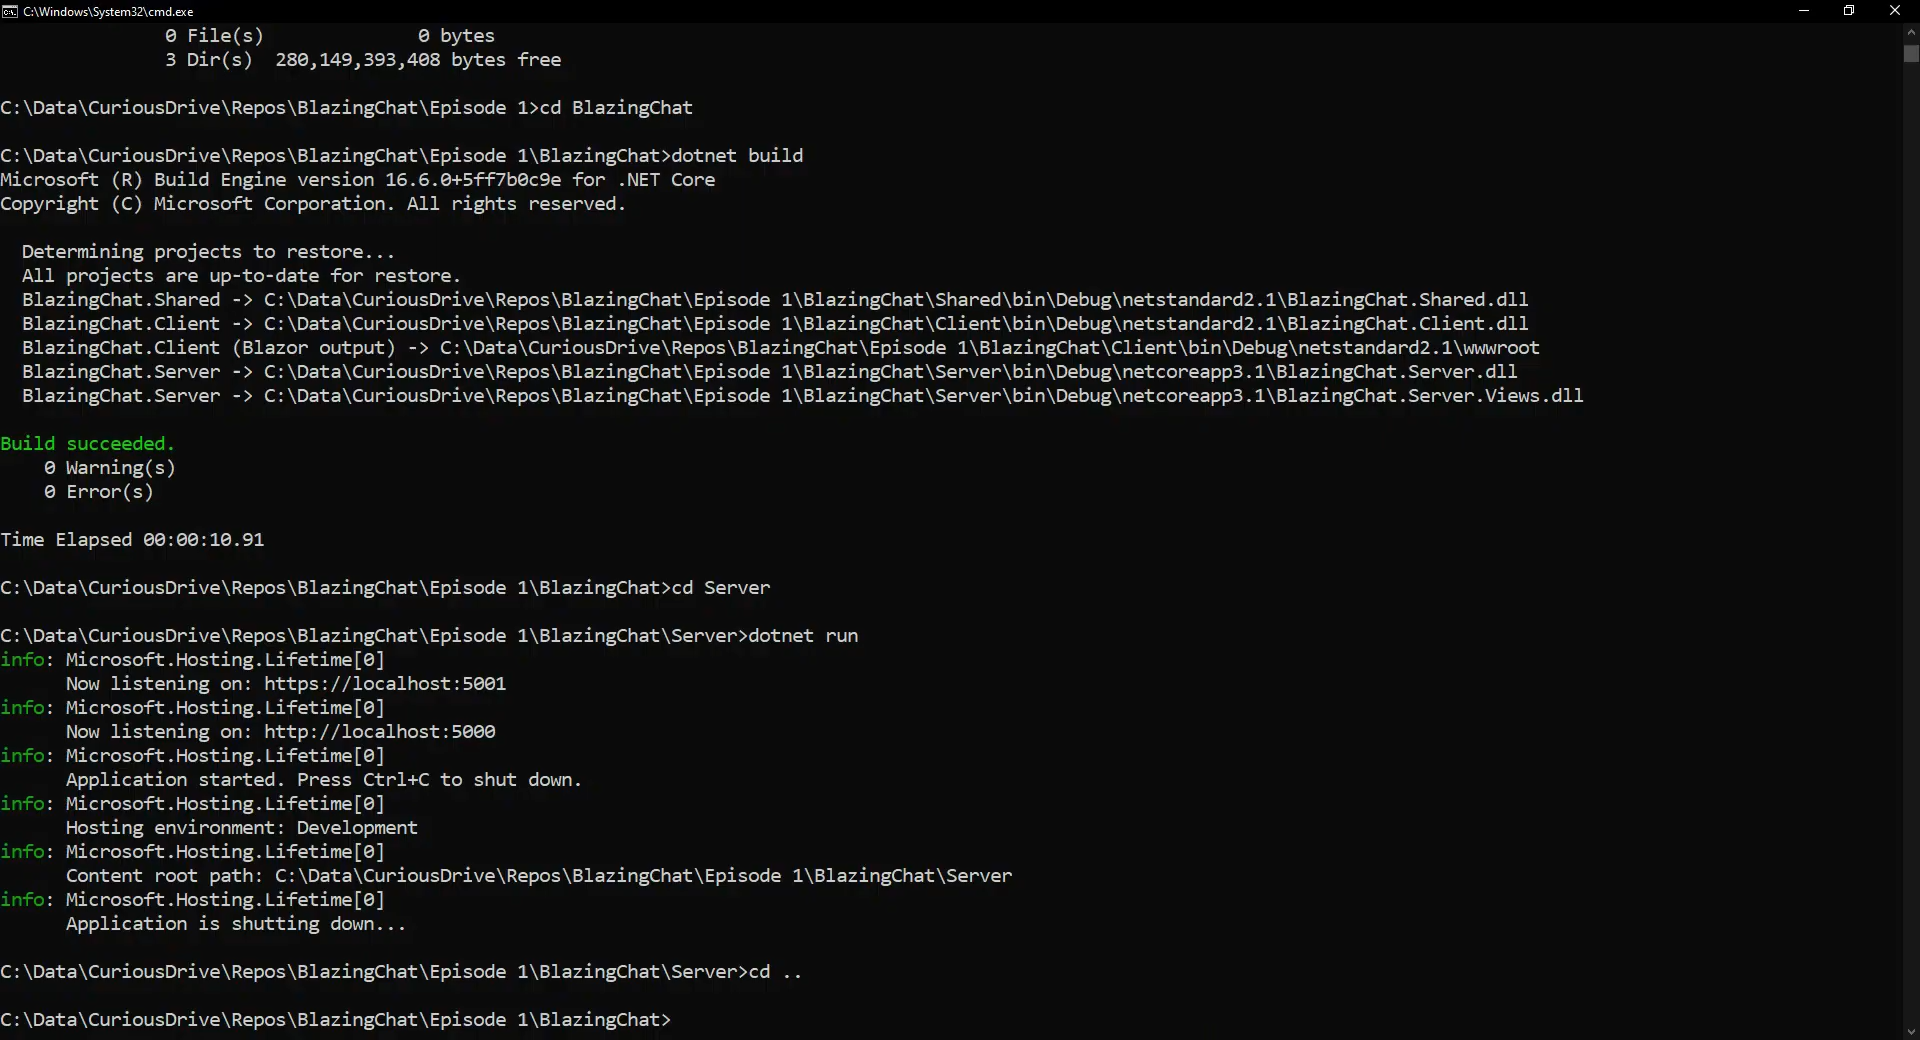 C:\Windows\System32\cmd.exe
0 File(s) 0 bytes
3 Dir(s) 280,149,393,408 bytes free
C:\Data\CuriousDrive\Repos\BlazingChat\Episode 1>cd BlazingChat
C:\Data\CuriousDrive\Repos\BlazingChat\Episode 1\BlazingChat>dotnet build
Microsoft (R) Build Engine version 16.6.0+5ff7b0c9e for .NET Core
Copyright (C) Microsoft Corporation. All rights reserved.
Determining projects to restore...
All projects are up-to-date for restore.
BlazingChat.Shared -> C:\Data\CuriousDrive\Repos\BlazingChat\Episode 1\BlazingChat\Shared\bin\Debug\netstandard2.1\BlazingChat.Shared.dll
BlazingChat.Client -> C:\Data\CuriousDrive\Repos\BlazingChat\Episode 1\BlazingChat\Client\bin\Debug\netstandard2.1\BlazingChat.Client.dll
BlazingChat.Client (Blazor output) -> C:\Data\CuriousDrive\Repos\BlazingChat\Episode 1\BlazingChat\Client\bin\Debug\netstandard2.1\wwwroot
BlazingChat.Server -> C:\Data\CuriousDrive\Repos\BlazingChat\Episode 1\BlazingChat\Server\bin\Debug\netcoreapp3.1\BlazingChat.Server.dll
BlazingChat.Server -> C:\Data\CuriousDrive\Repos\BlazingChat\Episode 1\BlazingChat\Server\bin\Debug\netcoreapp3.1\BlazingChat.Server.Views.dll
Build succeeded.
0 Warning(s)
0 Error(s)
Time Elapsed 00:00:10.91
C:\Data\CuriousDrive\Repos\BlazingChat\Episode 1\BlazingChat>cd Server
C:\Data\CuriousDrive\Repos\BlazingChat\Episode 1\BlazingChat\Server>dotnet run
info: Microsoft.Hosting.Lifetime[0]
Now listening on: https://localhost:5001
info: Microsoft.Hosting.Lifetime[0]
Now listening on: http://localhost:5000
info: Microsoft.Hosting.Lifetime[0]
Application started. Press Ctrl+C to shut down.
info: Microsoft.Hosting.Lifetime[0]
Hosting environment: Development
info: Microsoft.Hosting.Lifetime[0]
Content root path: C:\Data\CuriousDrive\Repos\BlazingChat\Episode 1\BlazingChat\Server
info: Microsoft.Hosting.Lifetime[0]
Application is shutting down...
C:\Data\CuriousDrive\Repos\BlazingChat\Episode 1\BlazingChat\Server>cd ..
C:\Data\CuriousDrive\Repos\BlazingChat\Episode 1\BlazingChat>